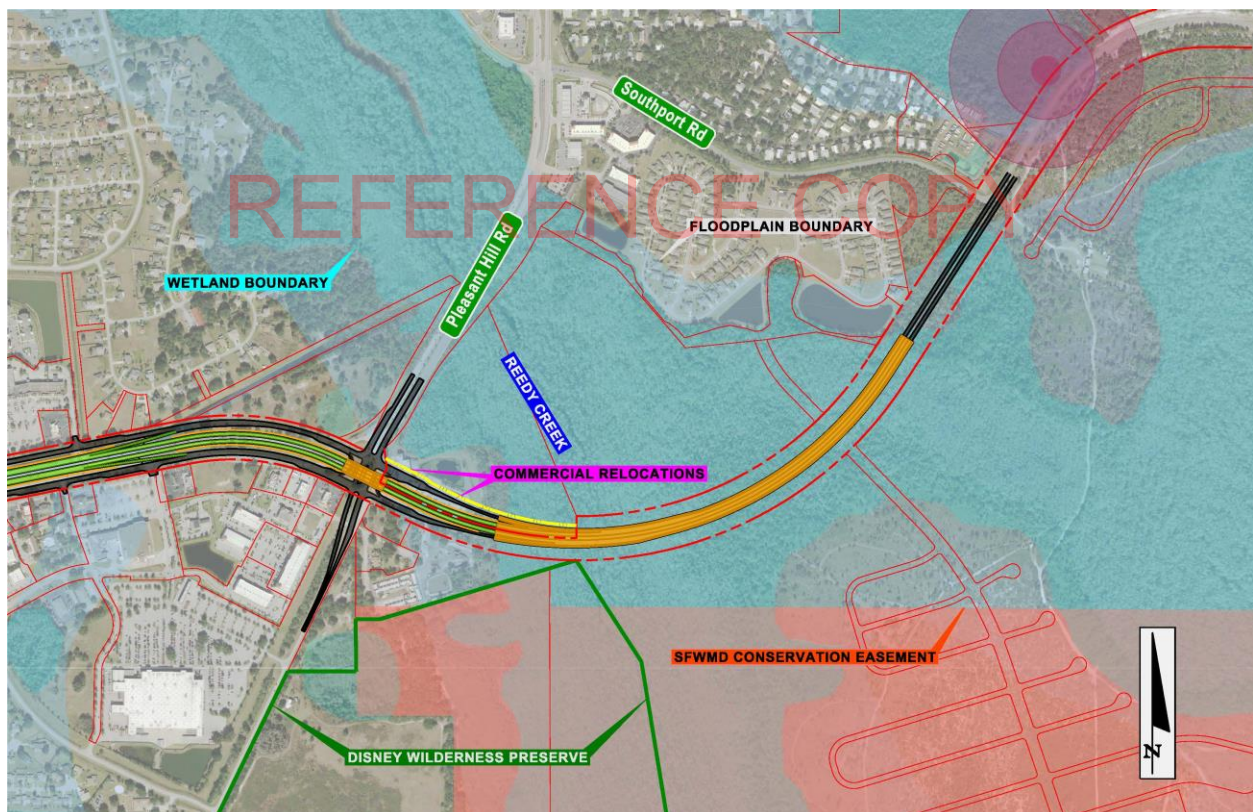 Southport Rd
REFERENCE COPY
FLOODPLAIN BOUNDARY
WETLAND BOUNDARY
Pleasant Hill Rd
REEDY CREEK
COMMERCIAL RELOCATIONS
SFWMD CONSERVATION EASEMENT
DISNEY WILDERNESS PRESERVE
N